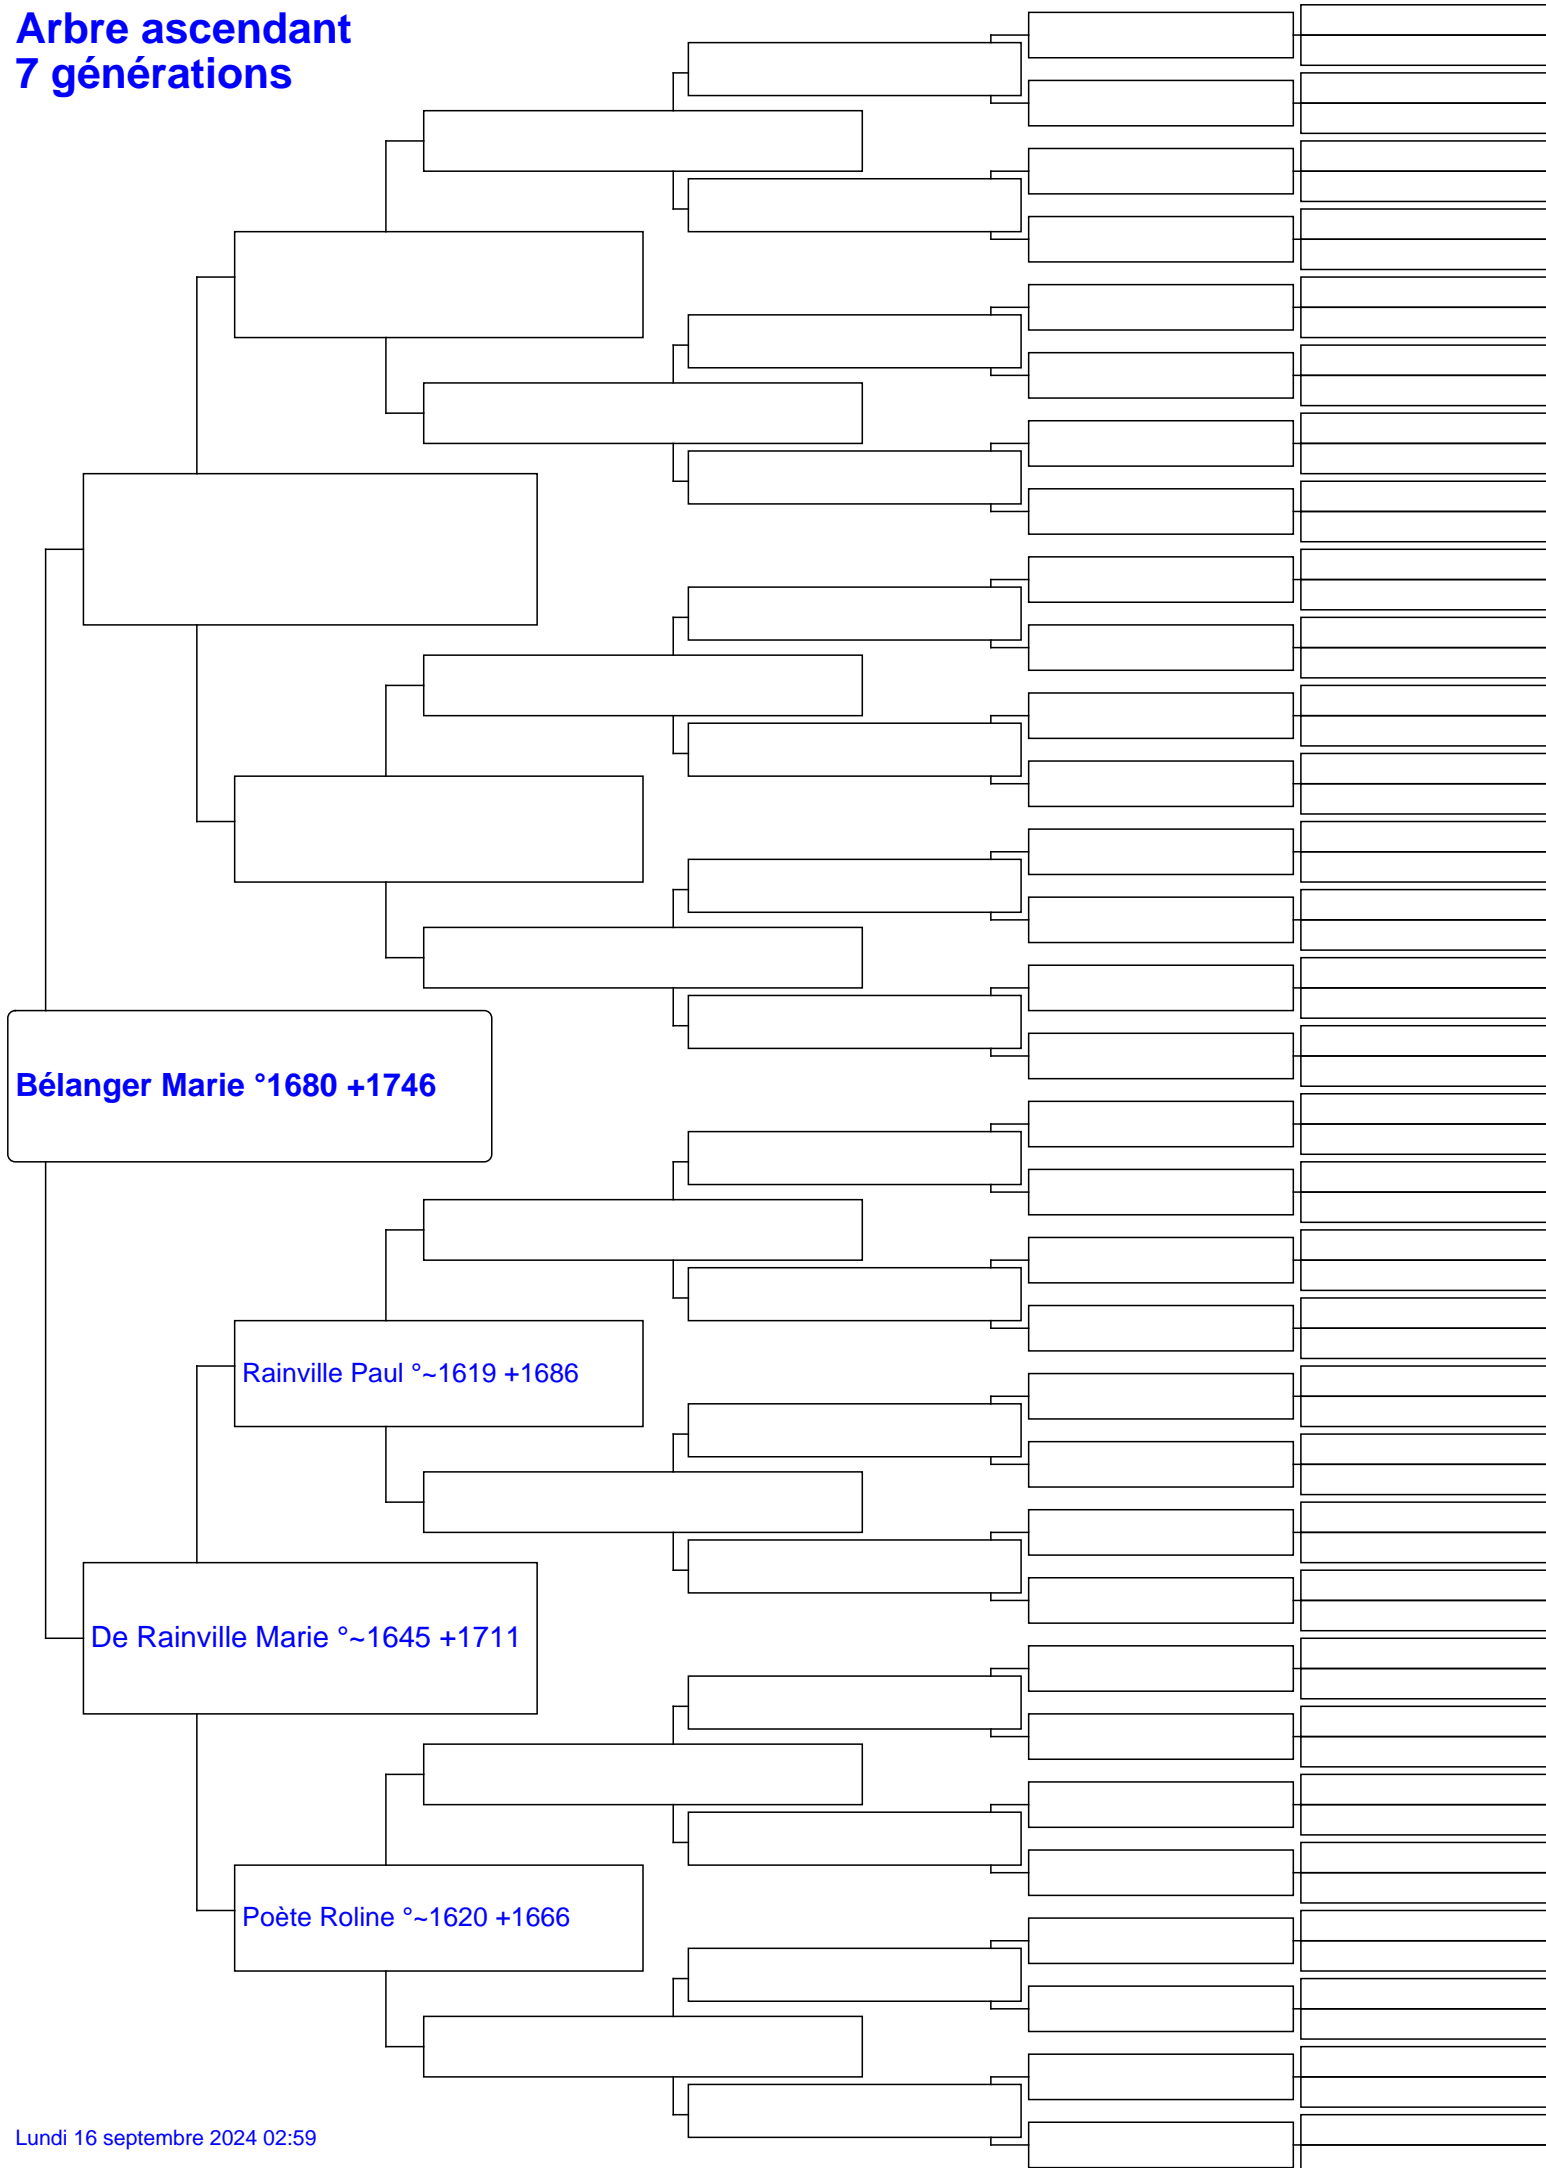 Arbre ascendant
7 générations
Bélanger Marie °1680 +1746
Rainville Paul °~1619 +1686
De Rainville Marie °~1645 +1711
Poète Roline °~1620 +1666
Lundi 16 septembre 2024 02:59